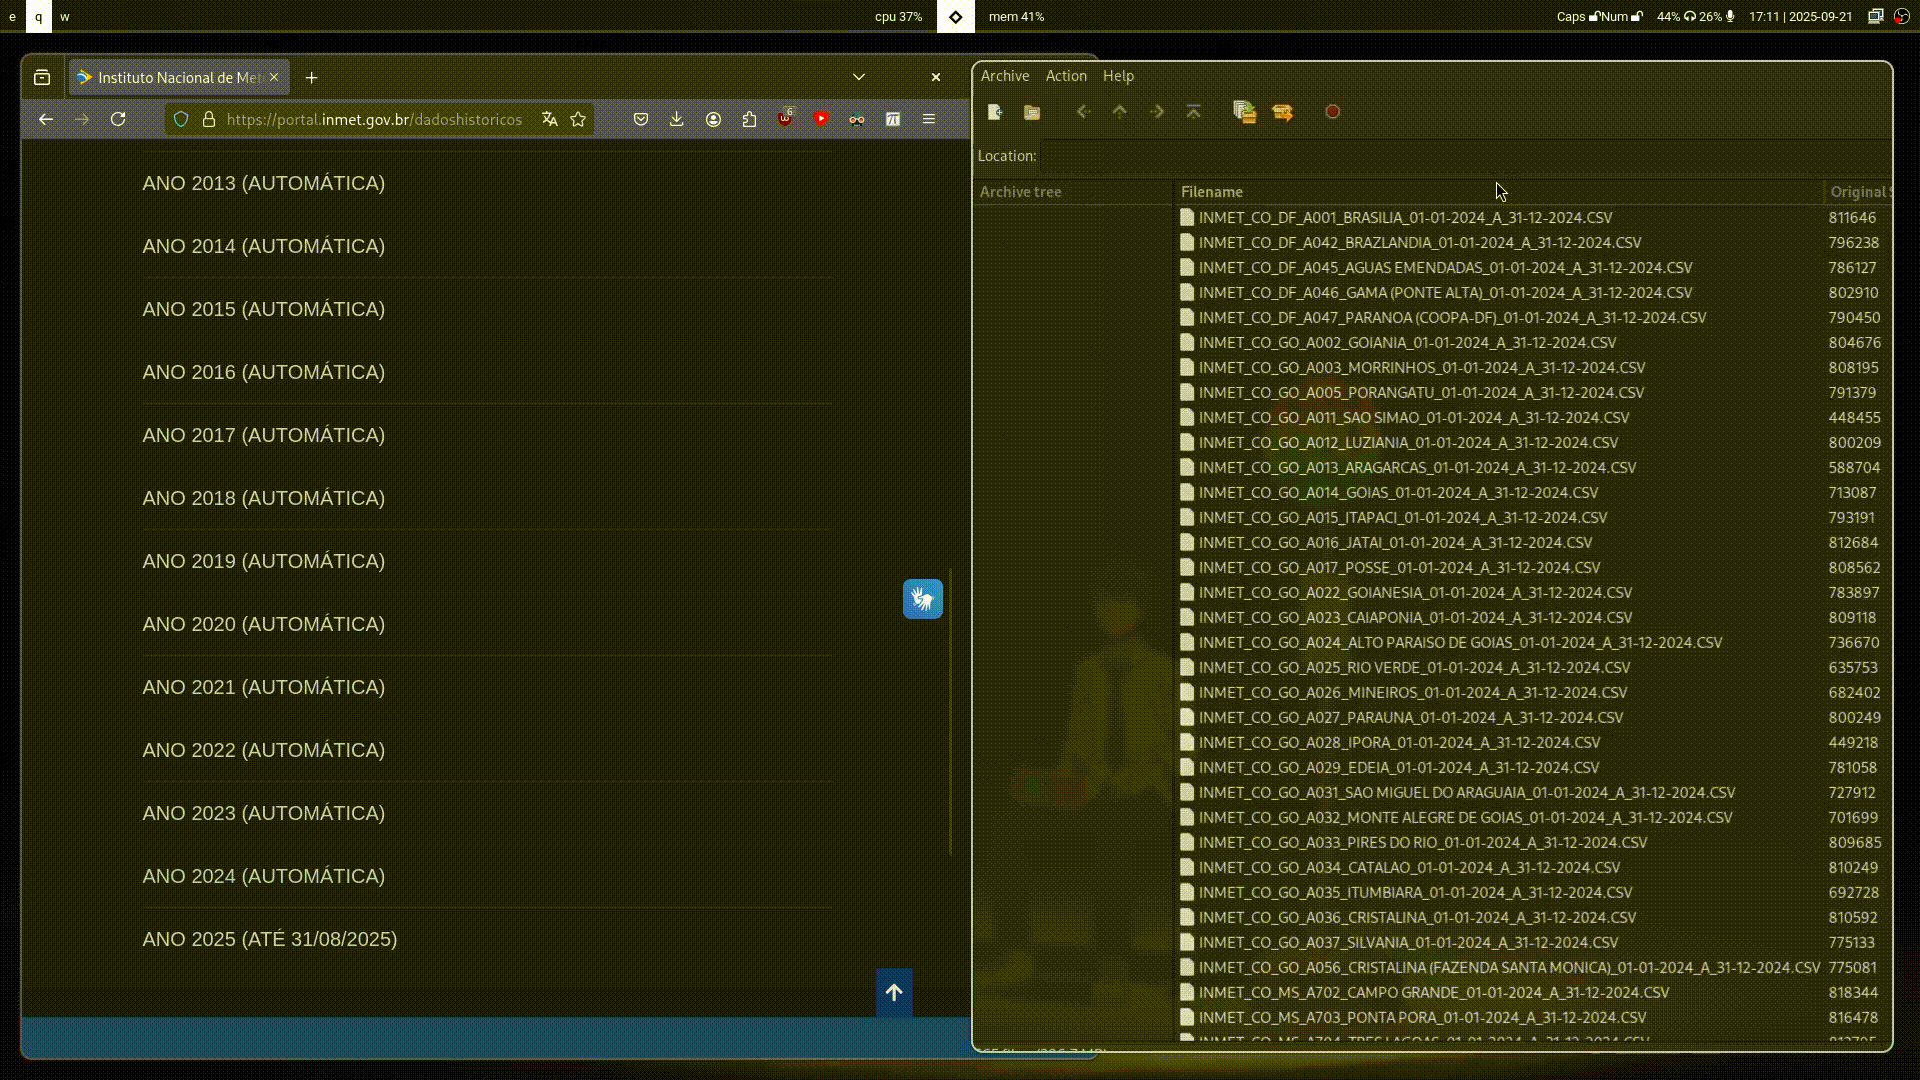 e q w
cpu 37%
mem 41%
Caps Num 44% 26% 17:11 | 2025-09-21
Instituto Nacional de Met
https://portal.inmet.gov.br/dadoshistoricos
6
ANO 2013 (AUTOMÁTICA)
ANO 2014 (AUTOMÁTICA)
ANO 2015 (AUTOMÁTICA)
ANO 2016 (AUTOMÁTICA)
ANO 2017 (AUTOMÁTICA)
ANO 2018 (AUTOMÁTICA)
ANO 2019 (AUTOMÁTICA)
ANO 2020 (AUTOMÁTICA)
ANO 2021 (AUTOMÁTICA)
ANO 2022 (AUTOMÁTICA)
ANO 2023 (AUTOMÁTICA)
ANO 2024 (AUTOMÁTICA)
ANO 2025 (ATÉ 31/08/2025)
Archive Action Help
Location:
Archive tree
Filename Original
INMET_CO_DF_A001_BRASILIA_01-01-2024_A_31-12-2024.CSV 811646
INMET_CO_DF_A042_BRAZLANDIA_01-01-2024_A_31-12-2024.CSV 796238
INMET_CO_DF_A045_AGUAS EMENDADAS_01-01-2024_A_31-12-2024.CSV 786127
INMET_CO_DF_A046_GAMA (PONTE ALTA)_01-01-2024_A_31-12-2024.CSV 802910
INMET_CO_DF_A047_PARANOA (COOPA-DF)_01-01-2024_A_31-12-2024.CSV 790450
INMET_CO_GO_A002_GOIANIA_01-01-2024_A_31-12-2024.CSV 804676
INMET_CO_GO_A003_MORRINHOS_01-01-2024_A_31-12-2024.CSV 808195
INMET_CO_GO_A005_PORANGATU_01-01-2024_A_31-12-2024.CSV 791379
INMET_CO_GO_A011_SAO SIMAO_01-01-2024_A_31-12-2024.CSV 448455
INMET_CO_GO_A012_LUZIANIA_01-01-2024_A_31-12-2024.CSV 800209
INMET_CO_GO_A013_ARAGARCAS_01-01-2024_A_31-12-2024.CSV 588704
INMET_CO_GO_A014_GOIAS_01-01-2024_A_31-12-2024.CSV 713087
INMET_CO_GO_A015_ITAPACI_01-01-2024_A_31-12-2024.CSV 793191
INMET_CO_GO_A016_JATAI_01-01-2024_A_31-12-2024.CSV 812684
INMET_CO_GO_A017_POSSE_01-01-2024_A_31-12-2024.CSV 808562
INMET_CO_GO_A022_GOIANESIA_01-01-2024_A_31-12-2024.CSV 783897
INMET_CO_GO_A023_CAIAPONIA_01-01-2024_A_31-12-2024.CSV 809118
INMET_CO_GO_A024_ALTO PARAISO DE GOIAS_01-01-2024_A_31-12-2024.CSV 736670
INMET_CO_GO_A025_RIO VERDE_01-01-2024_A_31-12-2024.CSV 635753
INMET_CO_GO_A026_MINEIROS_01-01-2024_A_31-12-2024.CSV 682402
INMET_CO_GO_A027_PARAUNA_01-01-2024_A_31-12-2024.CSV 800249
INMET_CO_GO_A028_IPORA_01-01-2024_A_31-12-2024.CSV 449218
INMET_CO_GO_A029_EDEIA_01-01-2024_A_31-12-2024.CSV 781058
INMET_CO_GO_A031_SAO MIGUEL DO ARAGUAIA_01-01-2024_A_31-12-2024.CSV 727912
INMET_CO_GO_A032_MONTE ALEGRE DE GOIAS_01-01-2024_A_31-12-2024.CSV 701699
INMET_CO_GO_A033_PIRES DO RIO_01-01-2024_A_31-12-2024.CSV 809685
INMET_CO_GO_A034_CATALAO_01-01-2024_A_31-12-2024.CSV 810249
INMET_CO_GO_A035_ITUMBIARA_01-01-2024_A_31-12-2024.CSV 692728
INMET_CO_GO_A036_CRISTALINA_01-01-2024_A_31-12-2024.CSV 810592
INMET_CO_GO_A037_SILVANIA_01-01-2024_A_31-12-2024.CSV 775133
INMET_CO_GO_A056_CRISTALINA (FAZENDA SANTA MONICA)_01-01-2024_A_31-12-2024.CSV 775081
INMET_CO_MS_A702_CAMPO GRANDE_01-01-2024_A_31-12-2024.CSV 818344
INMET_CO_MS_A703_PONTA PORA_01-01-2024_A_31-12-2024.CSV 816478